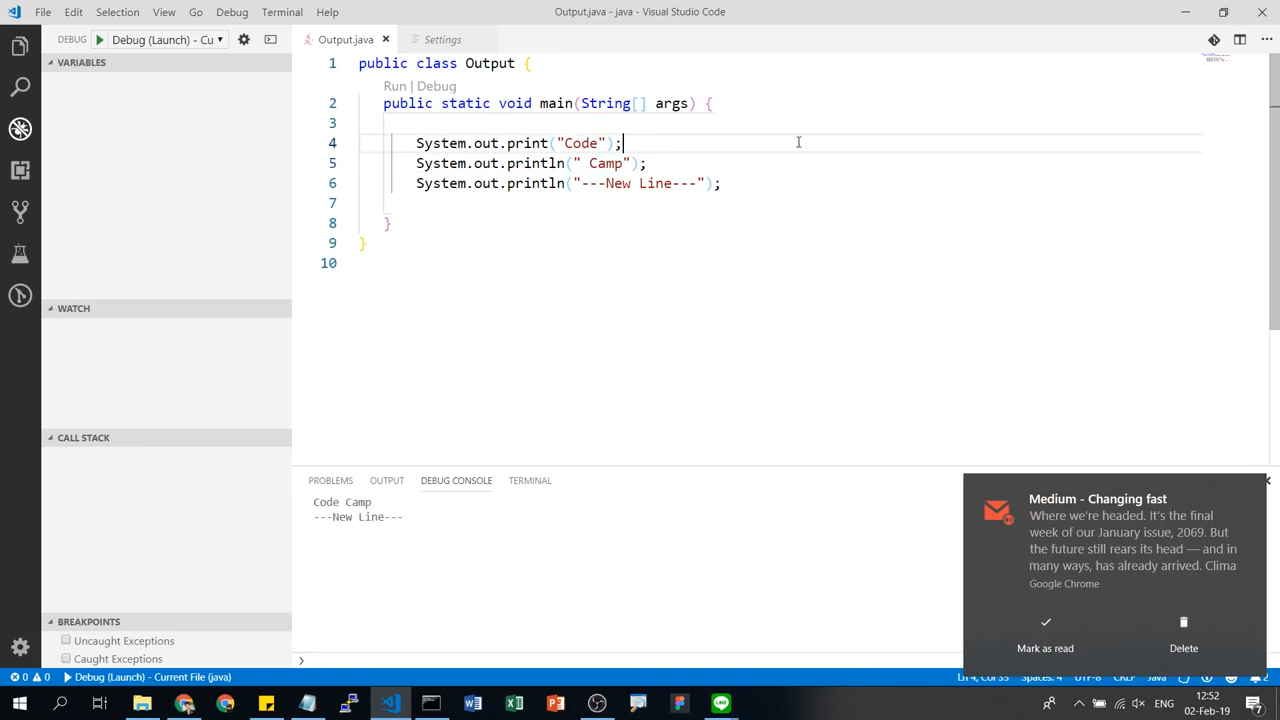 File Edit Selection View Go Debug Terminal Help Output.java - java - Visual Studio Code
DEBUG Debug (Launch) - Cu Output.java Settings
VARIABLES
1 public class Output {
Run | Debug
2 public static void main(String[] args) {
3
4 System.out.print("Code");
5 System.out.println(" Camp");
6 System.out.println("---New Line---");
7
8 }
9 }
10
WATCH
CALL STACK
PROBLEMS OUTPUT DEBUG CONSOLE TERMINAL
Code Camp
---New Line---
Medium - Changing fast
Where we're headed. It's the final
week of our January issue, 2069. But
the future still rears its head — and in
many ways, has already arrived. Clima
Google Chrome
Mark as read Delete
BREAKPOINTS
Uncaught Exceptions
Caught Exceptions
0 0 Debug (Launch) - Current File (java) Java 2
ENG 12:52
02-Feb-19 7